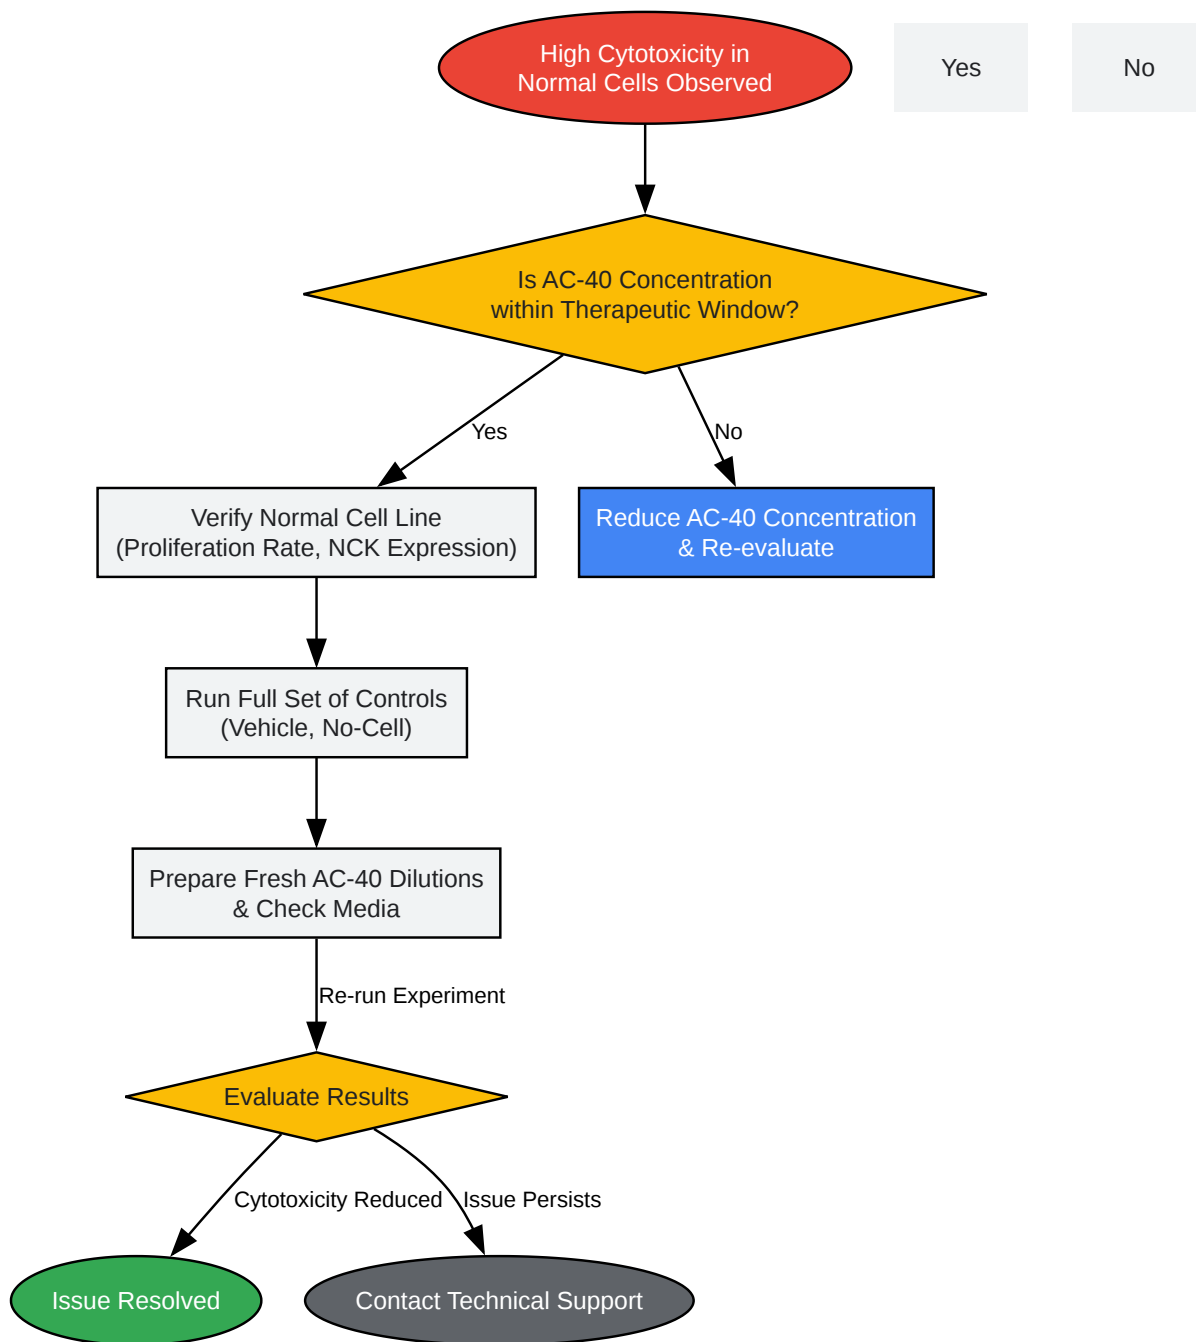 High Cytotoxicity in
Normal Cells Observed
Yes
No
Is AC-40 Concentration
within Therapeutic Window?
Yes
No
Verify Normal Cell Line
(Proliferation Rate, NCK Expression)
Reduce AC-40 Concentration
& Re-evaluate
Run Full Set of Controls
(Vehicle, No-Cell)
Prepare Fresh AC-40 Dilutions
& Check Media
Re-run Experiment
Evaluate Results
Cytotoxicity Reduced
Issue Persists
Issue Resolved
Contact Technical Support